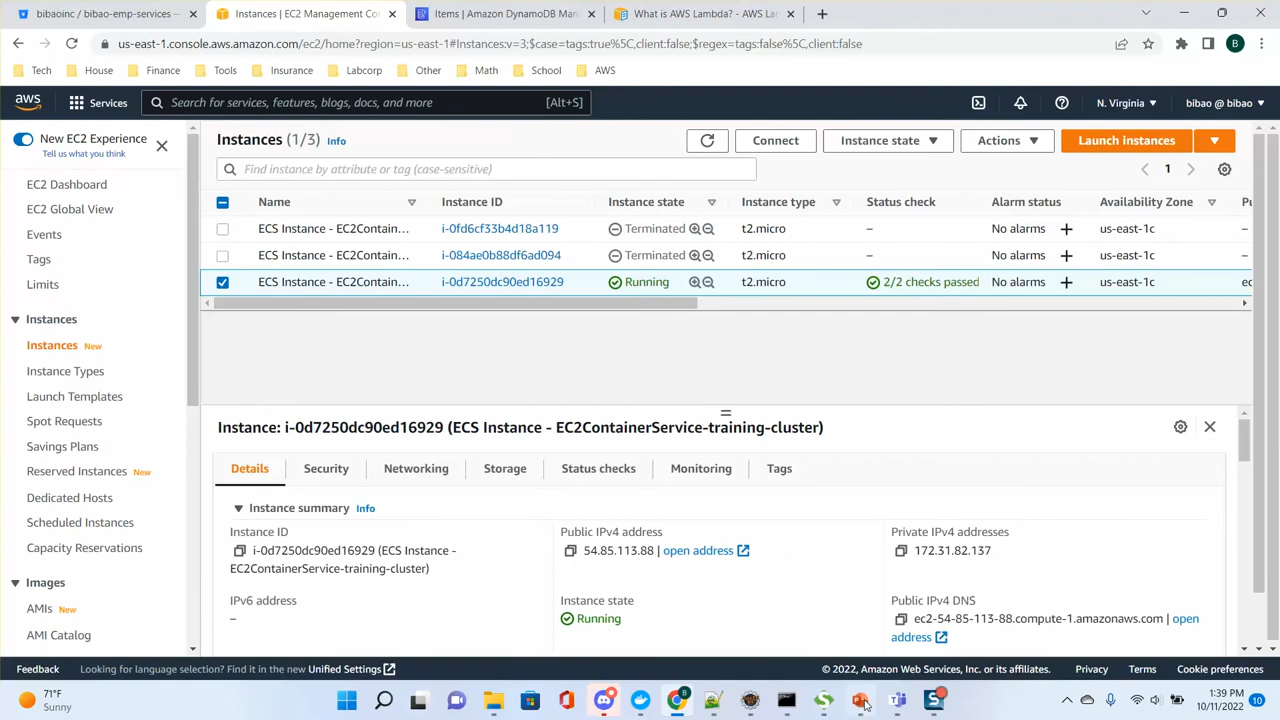 bibaoinc / bibao-emp-services
Instances | EC2 Management Co
Items | Amazon DynamoDB Man
What is AWS Lambda? - AWS La
us-east-1.console.aws.amazon.com/ec2/home?region=us-east-1#Instances:v=3;$case=tags:true%5C,client:false;$regex=tags:false%5C,client:false
B
Tech House Finance Tools Insurance Labcorp Other Math School AWS
aws Services Search for services, features, blogs, docs, and more [Alt+S] N. Virginia bibao @ bibao
New EC2 Experience
Tell us what you think
EC2 Dashboard
EC2 Global View
Events
Tags
Limits
Instances
Instances New
Instance Types
Launch Templates
Spot Requests
Savings Plans
Reserved Instances New
Dedicated Hosts
Scheduled Instances
Capacity Reservations
Images
AMIs New
AMI Catalog
Instances (1/3) Info Connect Instance state Actions Launch instances
Find instance by attribute or tag (case-sensitive) 1
Name Instance ID Instance state Instance type Status check Alarm status Availability Zone Pu
ECS Instance - EC2Contain... i-0fd6cf33b4d18a119 Terminated t2.micro – No alarms + us-east-1c –
ECS Instance - EC2Contain... i-084ae0b88df6ad094 Terminated t2.micro – No alarms + us-east-1c –
ECS Instance - EC2Contain... i-0d7250dc90ed16929 Running t2.micro 2/2 checks passed No alarms + us-east-1c ec
Instance: i-0d7250dc90ed16929 (ECS Instance - EC2ContainerService-training-cluster)
Details Security Networking Storage Status checks Monitoring Tags
Instance summary Info
Instance ID
i-0d7250dc90ed16929 (ECS Instance -
EC2ContainerService-training-cluster)
Public IPv4 address
54.85.113.88 | open address
Private IPv4 addresses
172.31.82.137
IPv6 address
–
Instance state
Running
Public IPv4 DNS
ec2-54-85-113-88.compute-1.amazonaws.com | open
address
Feedback Looking for language selection? Find it in the new Unified Settings © 2022, Amazon Web Services, Inc. or its affiliates. Privacy Terms Cookie preferences
71°F
Sunny
1:39 PM
10/11/2022
10